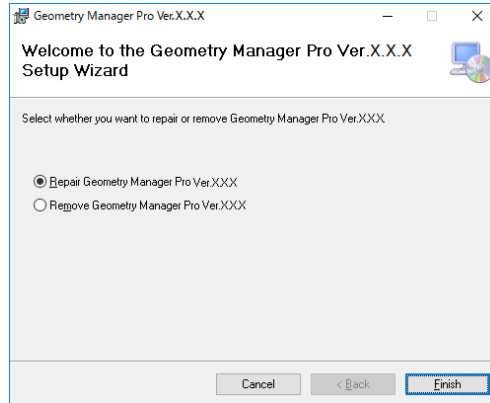 Geometry Manager Pro Ver.X.X.X
Welcome to the Geometry Manager Pro Ver.X.X.X
Setup Wizard
Select whether you want to repair or remove Geometry Manager Pro Ver.XXX.
Repair Geometry Manager Pro Ver.XXX
Remove Geometry Manager Pro Ver.XXX
Cancel
< Back
Finish